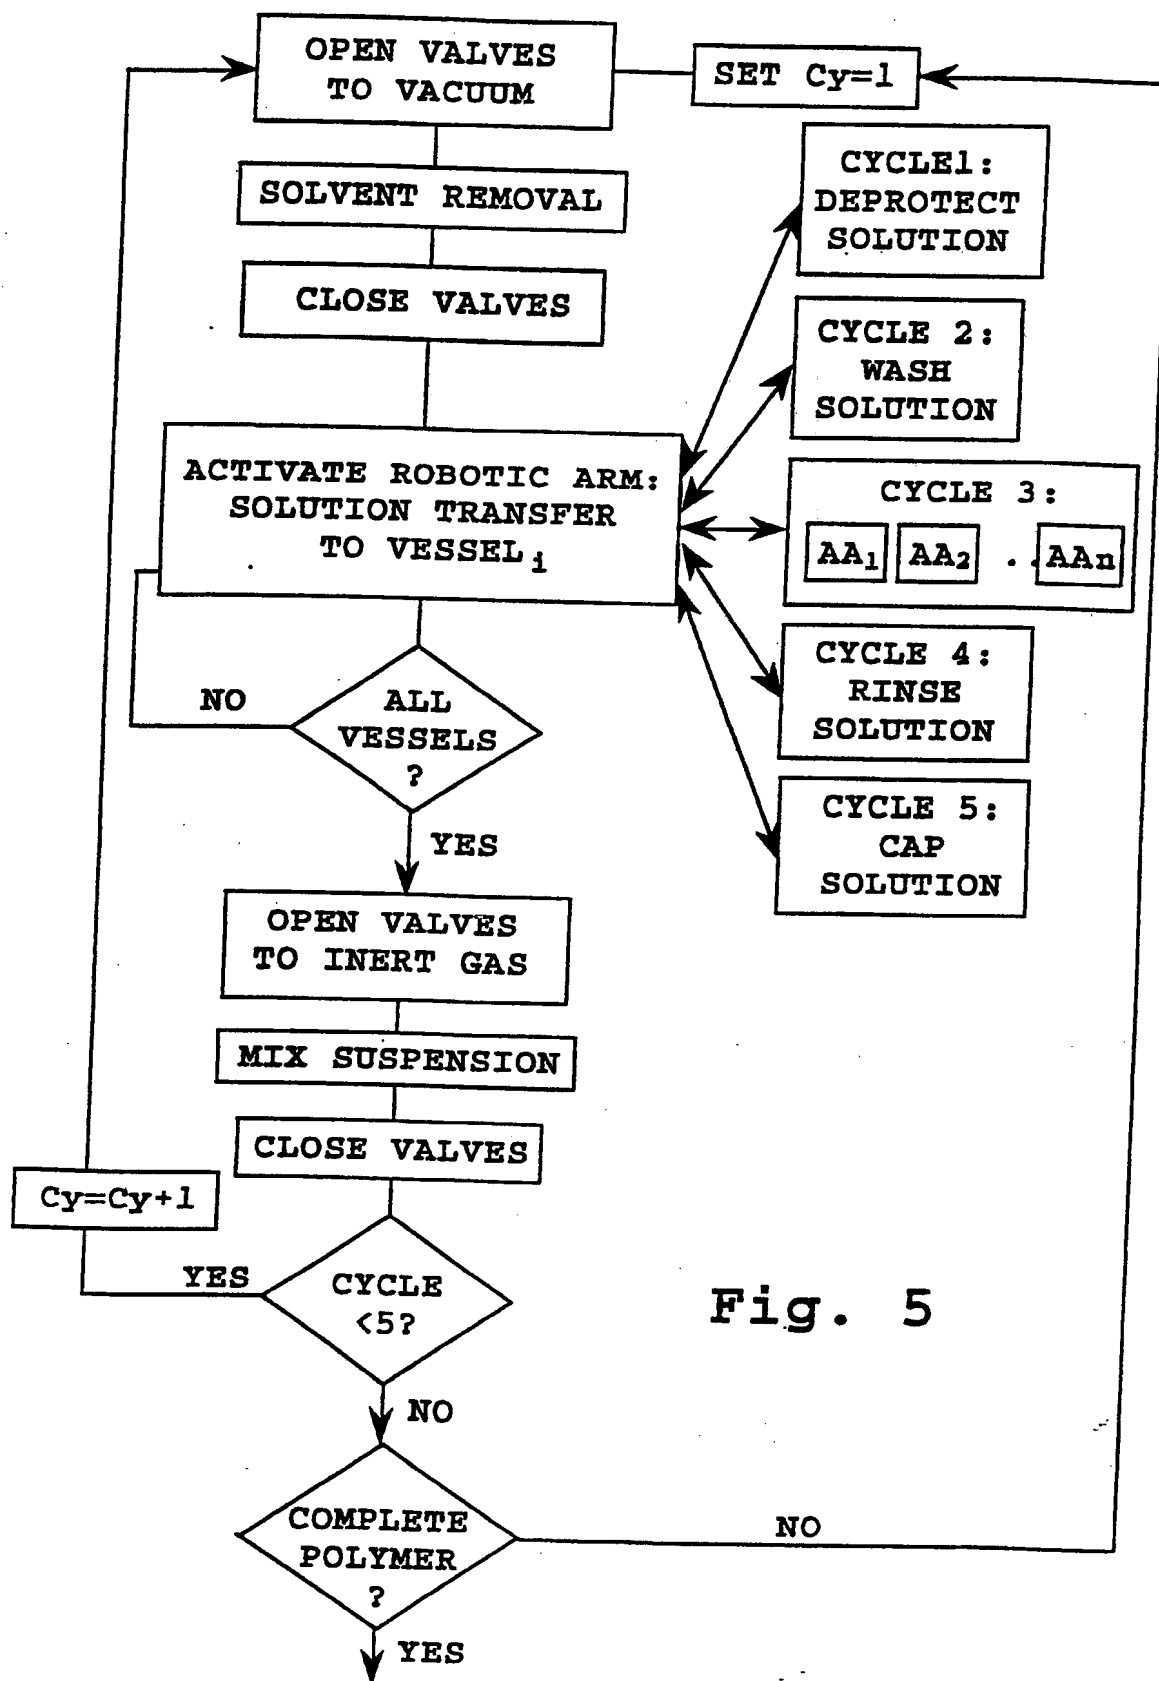 OPEN VALVES
TO VACUUM
SET Cy=1
SOLVENT REMOVAL
CLOSE VALVES
CYCLE1:
DEPROTECT
SOLUTION
CYCLE 2:
WASH
SOLUTION
ACTIVATE ROBOTIC ARM:
SOLUTION TRANSFER
TO VESSEL i
CYCLE 3:
AA1 AA2 .. AAn
CYCLE 4:
RINSE
SOLUTION
NO
ALL
VESSELS
?
YES
CYCLE 5:
CAP
SOLUTION
OPEN VALVES
TO INERT GAS
MIX SUSPENSION
CLOSE VALVES
Cy=Cy+1
YES
CYCLE
<5?
Fig. 5
NO
COMPLETE
POLYMER
?
NO
YES